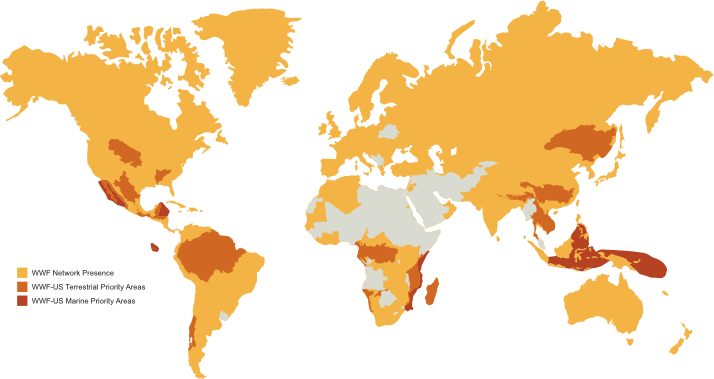 WWF Network Presence
WWF-US Terrestrial Priority Areas
WWF-US Marine Priority Areas